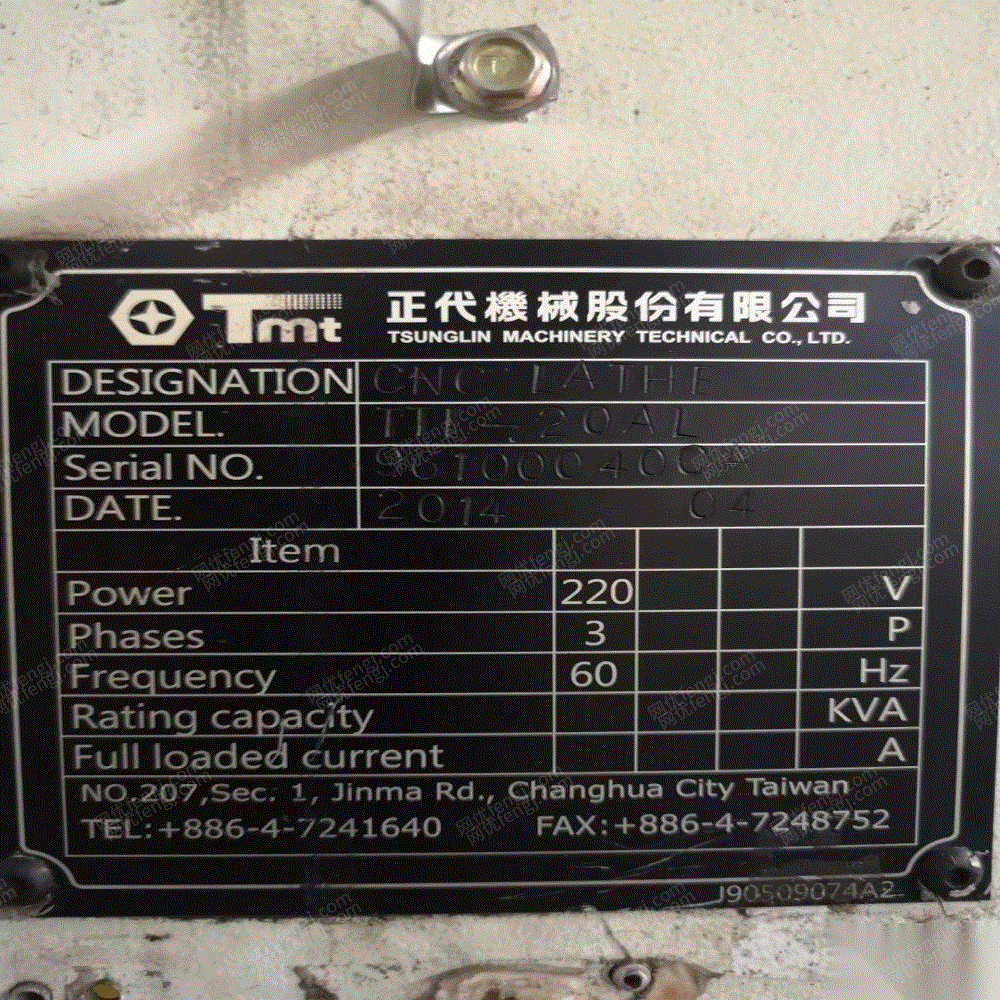 Tmt 正代機械股份有限公司
TSUNGLIN MACHINERY TECHNICAL CO., LTD.
DESIGNATION CNC LATHE
MODEL. 20AL
Serial NO.
DATE. 2014 04
Item
Power 220 V
Phases 3 P
Frequency 60 Hz
Rating capacity KVA
Full loaded current A
NO.207,Sec. 1, Jinma Rd., Changhua City Taiwan
TEL:+886-4-7241640 FAX:+886-4-7248752
J90509074A2